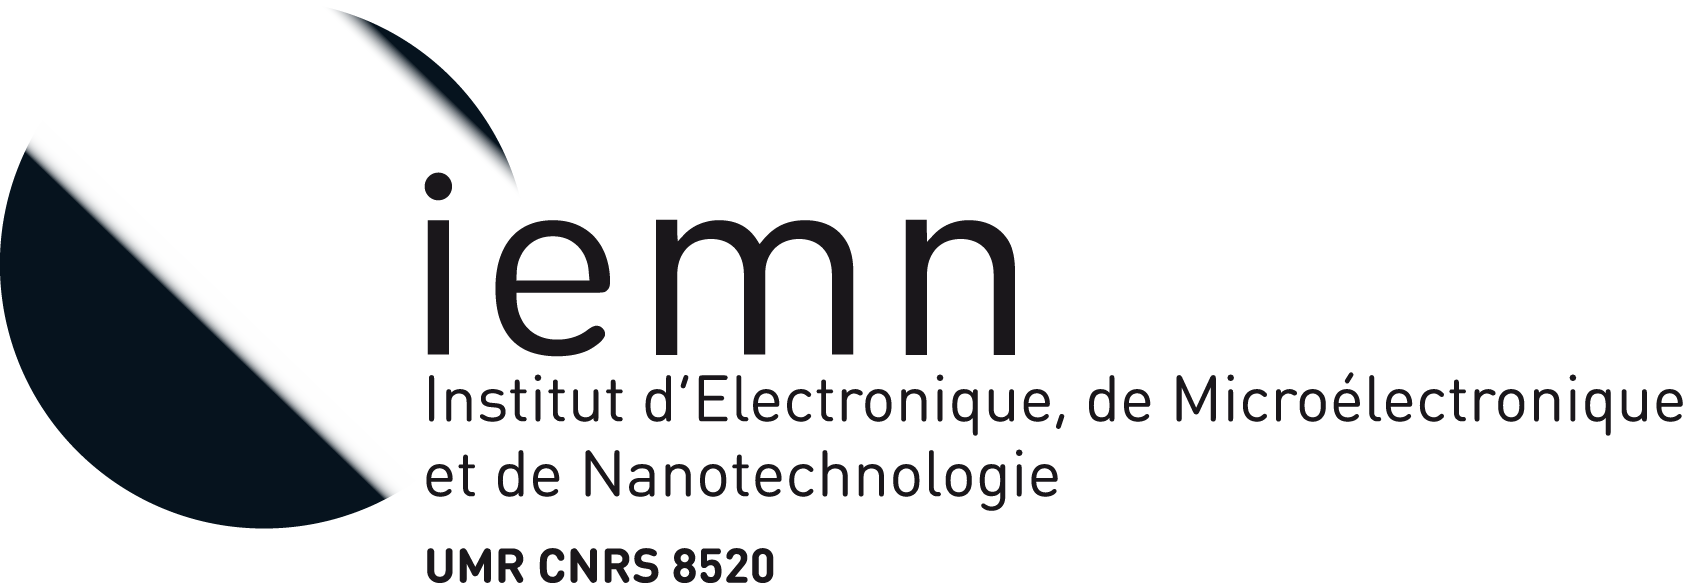 iemn
Institut d’Electronique, de Microélectronique
et de Nanotechnologie
UMR CNRS 8520